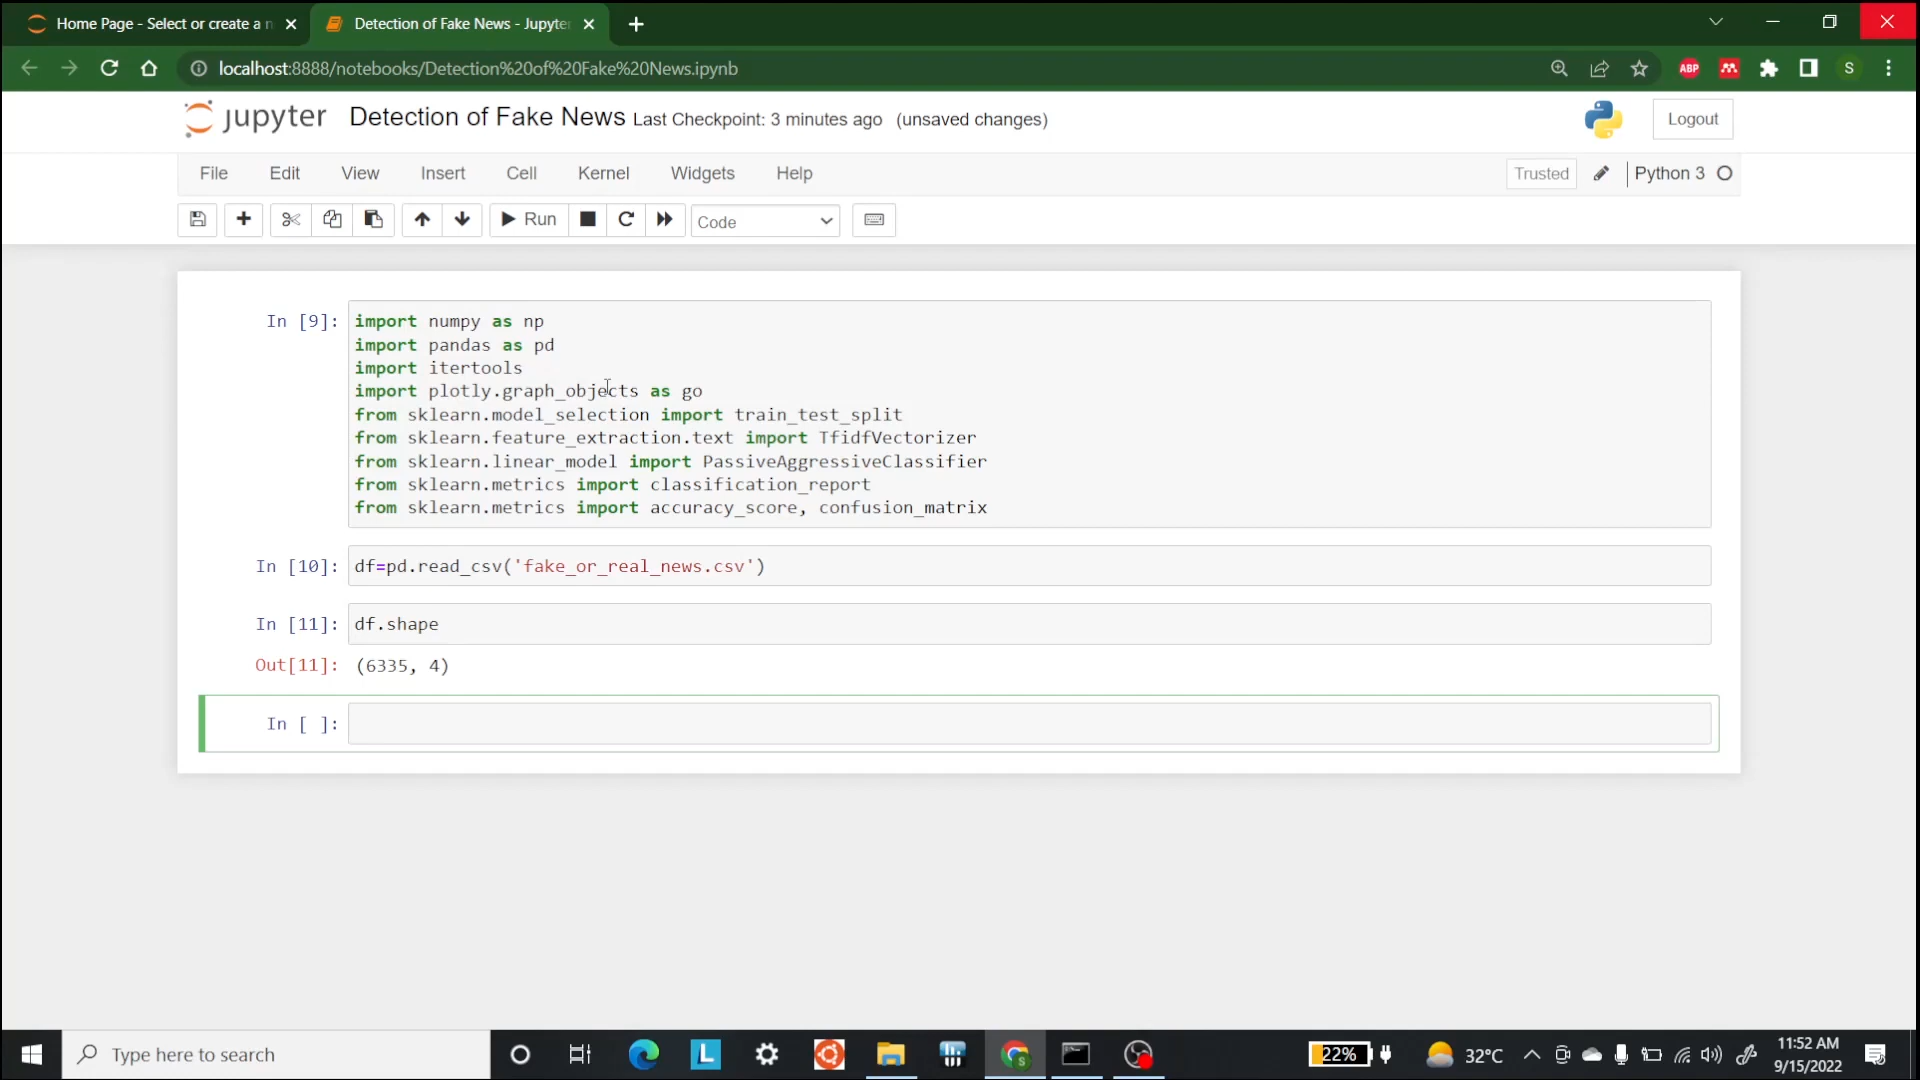 Home Page - Select or create a n
Detection of Fake News - Jupyte
localhost:8888/notebooks/Detection%20of%20Fake%20News.ipynb
ABP
S
jupyter Detection of Fake News Last Checkpoint: 3 minutes ago (unsaved changes)
Logout
File Edit View Insert Cell Kernel Widgets Help
Trusted
Python 3
Run
Code
In [9]:
import numpy as np
import pandas as pd
import itertools
import plotly.graph_objects as go
from sklearn.model_selection import train_test_split
from sklearn.feature_extraction.text import TfidfVectorizer
from sklearn.linear_model import PassiveAggressiveClassifier
from sklearn.metrics import classification_report
from sklearn.metrics import accuracy_score, confusion_matrix
In [10]: df=pd.read_csv('fake_or_real_news.csv')
In [11]: df.shape
Out[11]: (6335, 4)
In [ ]:
Type here to search
L
S
22%
32°C
11:52 AM
9/15/2022